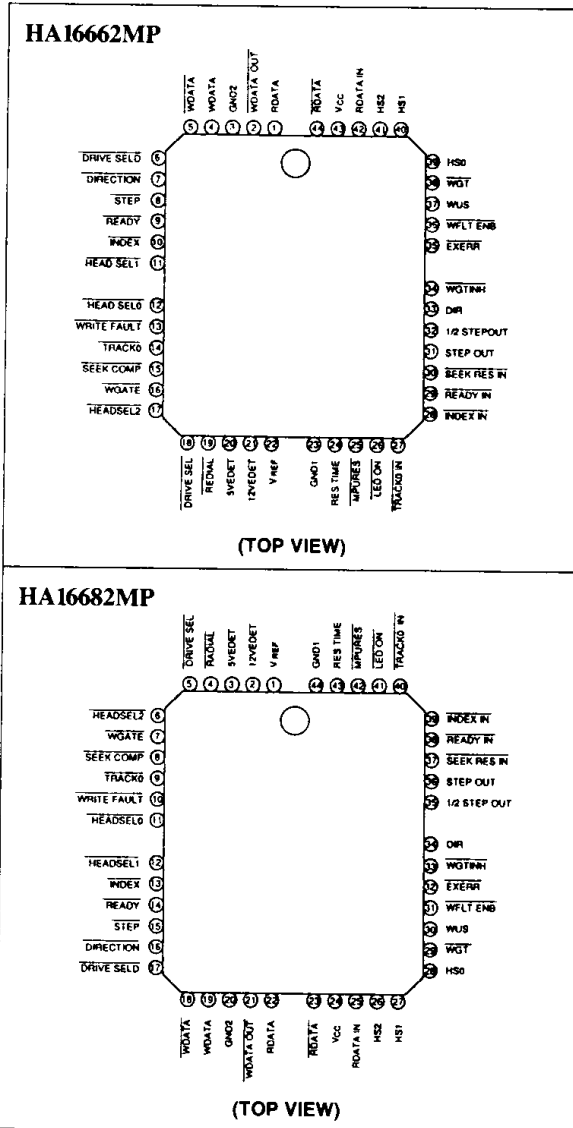 HA16662MP
WDATA
WDATA
GND2
WDATA OUT
RDATA
RDATA
VCC
RDATA IN
HS2
HS1
5 4 3 2 1 44 43 42 41 40
DRIVE SELD 6
DIRECTION 7
STEP 8
READY 9
INDEX 10
HEAD SEL1 11
HEAD SEL0 12
WRITE FAULT 13
TRACK0 14
SEEK COMP 15
WGATE 16
HEADSEL2 17
39 HS0
38 WGT
37 WUS
36 WFLT ENB
35 EXERR
34 WGTINH
33 DIR
32 1/2 STEPOUT
31 STEP OUT
30 SEEK RES IN
29 READY IN
28 INDEX IN
18 19 20 21 22 23 24 25 26 27
DRIVE SEL
REDIAL
5VEDET
12VEDET
V REF
GND1
RES TIME
MPURES
LED ON
TRACK0 IN
(TOP VIEW)
HA16682MP
DRIVE SEL
RADIAL
5VEDET
12VEDET
V REF
GND1
RES TIME
MPURES
LED ON
TRACK0 IN
5 4 3 2 1 44 43 42 41 40
HEADSEL2 6
WGATE 7
SEEK COMP 8
TRACK0 9
WRITE FAULT 10
HEADSEL0 11
HEADSEL1 12
INDEX 13
READY 14
STEP 15
DIRECTION 16
DRIVE SELD 17
39 INDEX IN
38 READY IN
37 SEEK RES IN
36 STEP OUT
35 1/2 STEP OUT
34 DIR
33 WGTINH
32 EXERR
31 WFLT ENB
30 WUS
29 WGT
28 HS0
18 19 20 21 22 23 24 25 26 27
WDATA
WDATA
GND2
WDATA OUT
RDATA
RDATA
VCC
RDATA IN
HS2
HS1
(TOP VIEW)